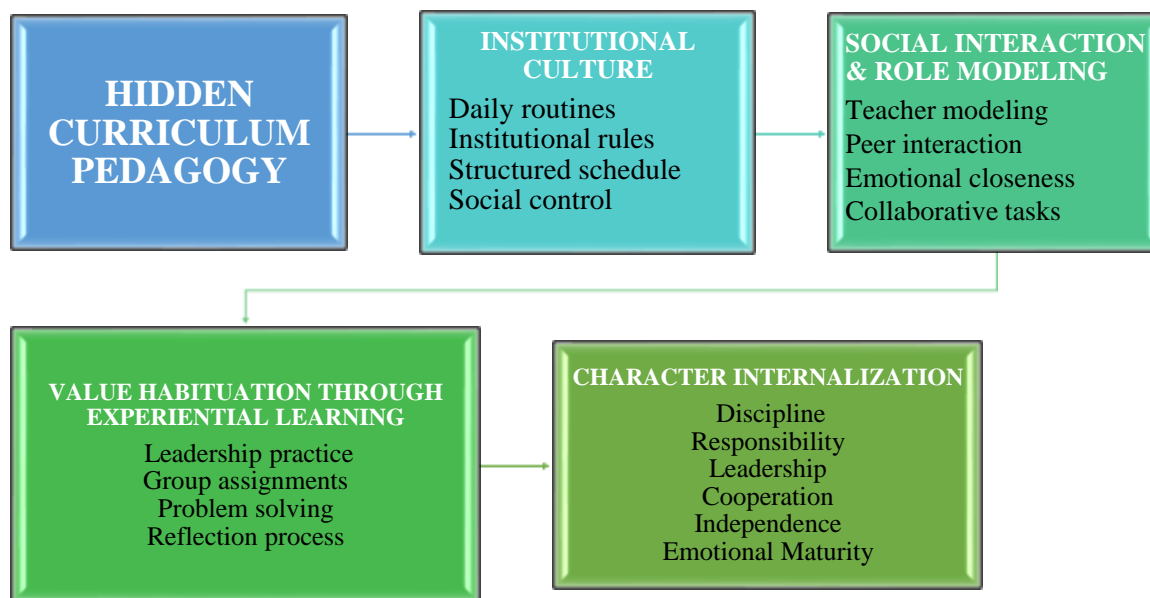 HIDDEN
CURRICULUM
PEDAGOGY
INSTITUTIONAL
CULTURE
Daily routines
Institutional rules
Structured schedule
Social control
SOCIAL INTERACTION
& ROLE MODELING
Teacher modeling
Peer interaction
Emotional closeness
Collaborative tasks
VALUE HABITUATION THROUGH
EXPERIENTIAL LEARNING
Leadership practice
Group assignments
Problem solving
Reflection process
CHARACTER INTERNALIZATION
Discipline
Responsibility
Leadership
Cooperation
Independence
Emotional Maturity